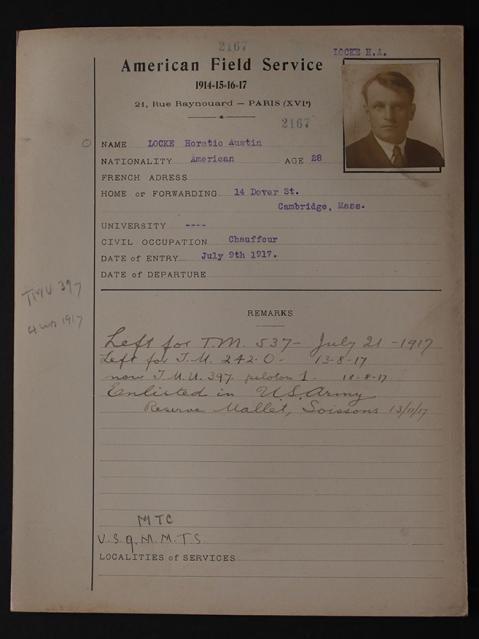 2167
LOCKE H.A.
American Field Service
1914-15-16-17
21, Rue Raynouard — PARIS (XVIe)
2167
NAME LOCKE Horatio Austin
NATIONALITY American AGE 28
FRENCH ADRESS
HOME or FORWARDING 14 Dover St.
Cambridge, Mass.
UNIVERSITY ----
CIVIL OCCUPATION Chauffeur
DATE of ENTRY July 9th 1917.
DATE of DEPARTURE
TMU 397
1917
REMARKS
Left for T.M. 537 - July 21 - 1917
Left for T.M. 242.0 - 13-8-17
now T.M.U. 397. peloton 1. 18-8-17
Enlisted in U.S. Army
Reserve Mallet, Soissons 13/11/17
MTC
V.S.q.M.M.T.S.
LOCALITIES of SERVICES